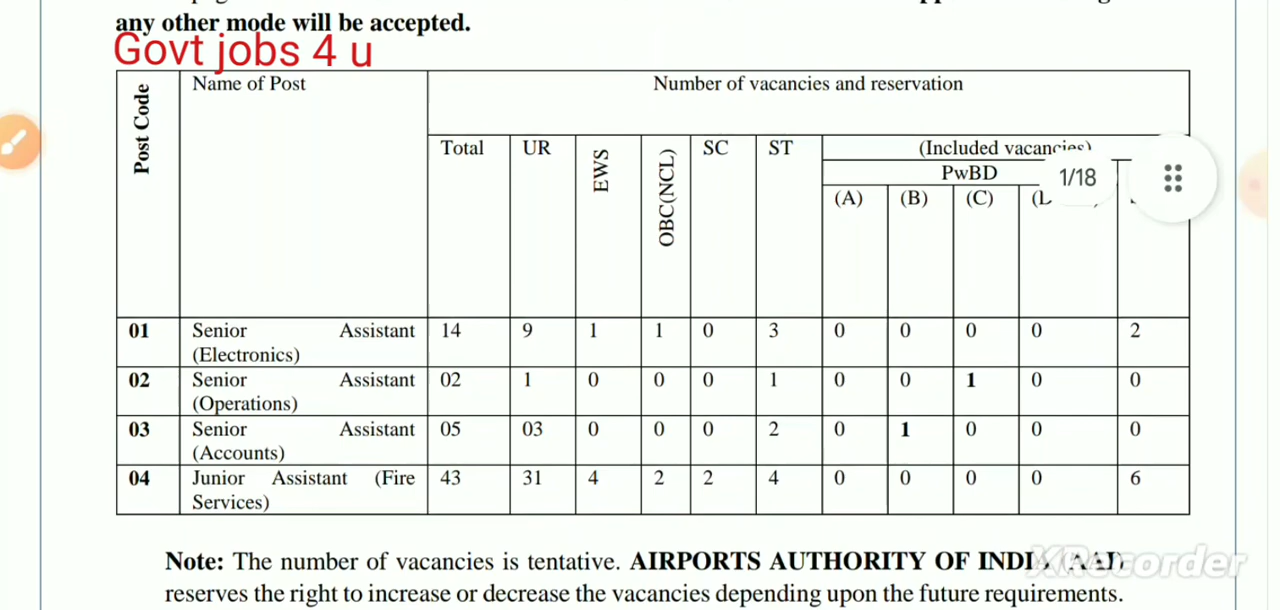 any other mode will be accepted.
Govt jobs 4 u
Post Code Name of Post Number of vacancies and reservation
Total UR EWS OBC(NCL) SC ST (Included vacancies)
PwBD
1/18
(A) (B) (C)
01 Senior Assistant 14 9 1 1 0 3 0 0 0 0 2
(Electronics)
02 Senior Assistant 02 1 0 0 0 1 0 0 1 0 0
(Operations)
03 Senior Assistant 05 03 0 0 0 2 0 1 0 0 0
(Accounts)
04 Junior Assistant (Fire 43 31 4 2 2 4 0 0 0 0 6
Services)
Note: The number of vacancies is tentative. AIRPORTS AUTHORITY OF INDIA (AAI)
XRecorder
reserves the right to increase or decrease the vacancies depending upon the future requirements.